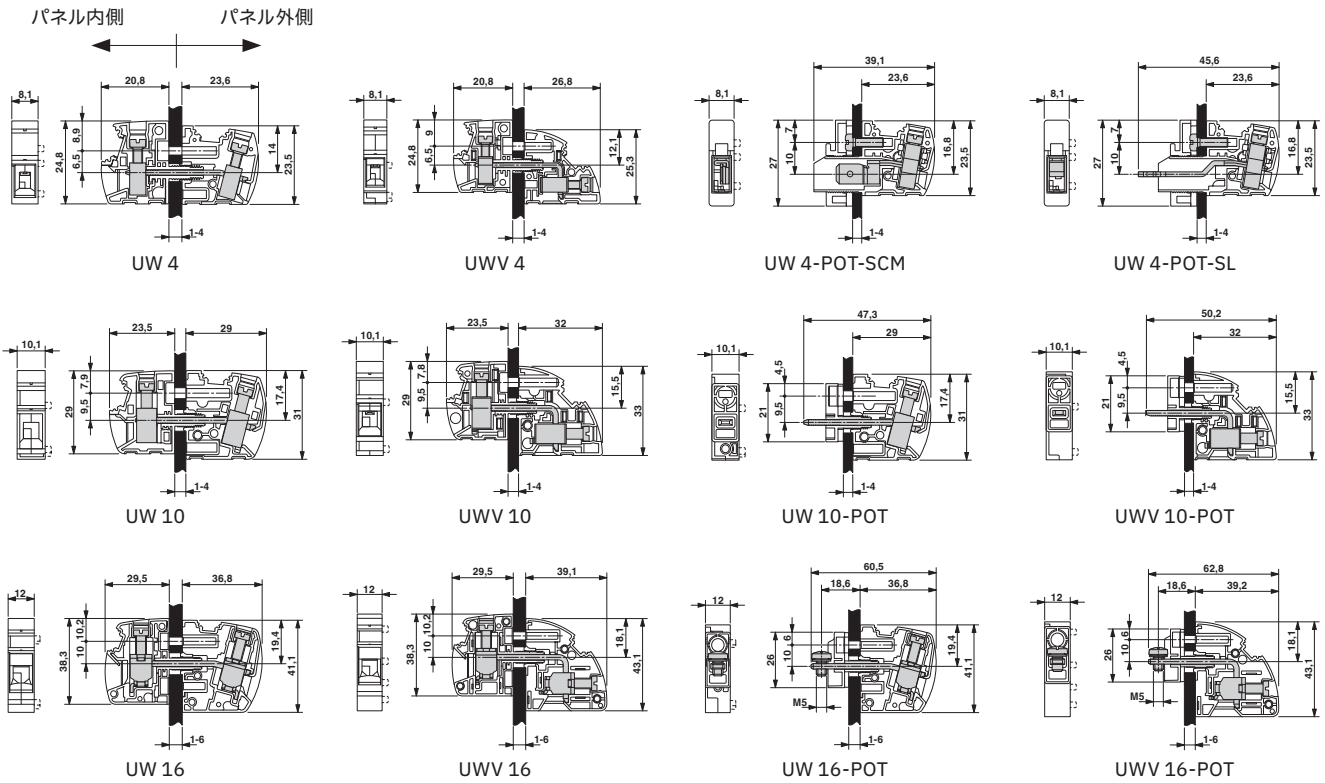 パネル内側 パネル外側
8,1 20,8 23,6 24,8 8,9 6,5 14 23,5 1-4
UW 4
8,1 20,8 26,8 24,8 9 6,5 12,1 25,3 1-4
UWV 4
8,1 39,1 23,6 27 7 10 16,8 23,5 1-4
UW 4-POT-SCM
8,1 45,6 23,6 27 7 10 16,8 23,5 1-4
UW 4-POT-SL
10,1 23,5 29 29 7,9 9,5 17,4 31 1-4
UW 10
10,1 23,5 32 29 7,8 9,5 15,5 33 1-4
UWV 10
10,1 47,3 29 21 4,5 9,5 17,4 31 1-4
UW 10-POT
10,1 50,2 32 21 4,5 9,5 15,5 33 1-4
UWV 10-POT
12 29,5 36,8 38,3 10,2 10 19,4 41,1 1-6
UW 16
12 29,5 39,1 38,3 10,2 10 18,1 43,1 1-6
UWV 16
12 60,5 18,6 36,8 26 6 10 19,4 41,1 M5 1-6
UW 16-POT
12 62,8 18,6 39,2 26 6 10 18,1 43,1 M5 1-6
UWV 16-POT